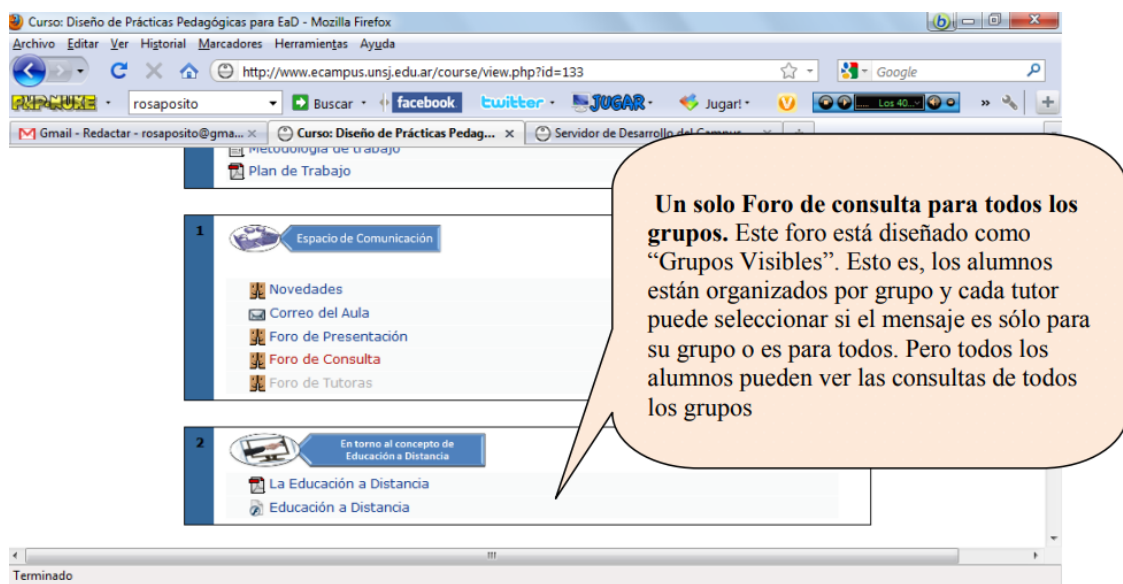 Curso: Diseño de Prácticas Pedagógicas para EaD - Mozilla Firefox
Archivo Editar Ver Historial Marcadores Herramientas Ayuda
http://www.ecampus.unsj.edu.ar/course/view.php?id=133
Google
rosaposito Buscar facebook twitter JUGAR Jugar! Los 40...
Gmail - Redactar - rosaposito@gma... Curso: Diseño de Prácticas Pedag... Servidor de Desarrollo del Campus
Metodología de trabajo
Plan de Trabajo
1
Espacio de Comunicación
Novedades
Correo del Aula
Foro de Presentación
Foro de Consulta
Foro de Tutoras
2
En torno al concepto de
Educación a Distancia
La Educación a Distancia
Educación a Distancia
Un solo Foro de consulta para todos los
grupos. Este foro está diseñado como
“Grupos Visibles”. Esto es, los alumnos
están organizados por grupo y cada tutor
puede seleccionar si el mensaje es sólo para
su grupo o es para todos. Pero todos los
alumnos pueden ver las consultas de todos
los grupos
Terminado